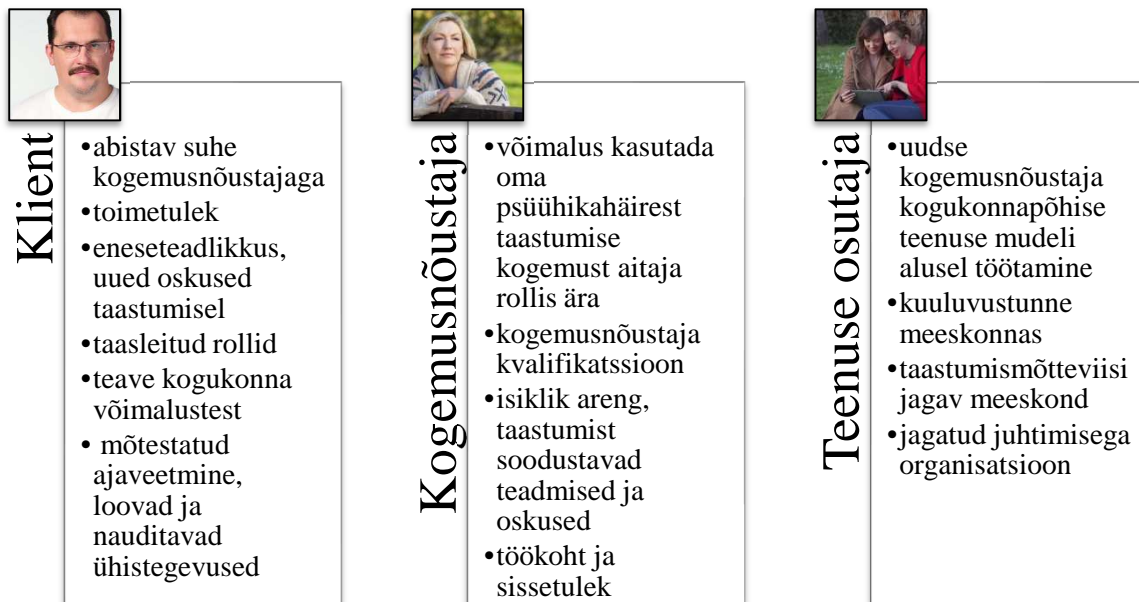 Klient
•abistav suhe
kogemusnõustajaga
•toimetulek
•eneseteadlikkus,
uued oskused
taastumisel
•taasleitud rollid
•teave kogukonna
võimalustest
• mõtestatud
ajaveetmine,
loovad ja
nauditavad
ühistegevused
Kogemusnõustaja
•võimalus kasutada
oma
psüühikahäirest
taastumise
kogemust aitaja
rollis ära
•kogemusnõustaja
kvalifikatssioon
•isiklik areng,
taastumist
soodustavad
teadmised ja
oskused
•töökoht ja
sissetulek
Teenuse osutaja
•uudse
kogemusnõustaja
kogukonnapõhise
teenuse mudeli
alusel töötamine
•kuuluvustunne
meeskonnas
•taastumismõtteviisi
jagav meeskond
•jagatud juhtimisega
organisatsioon